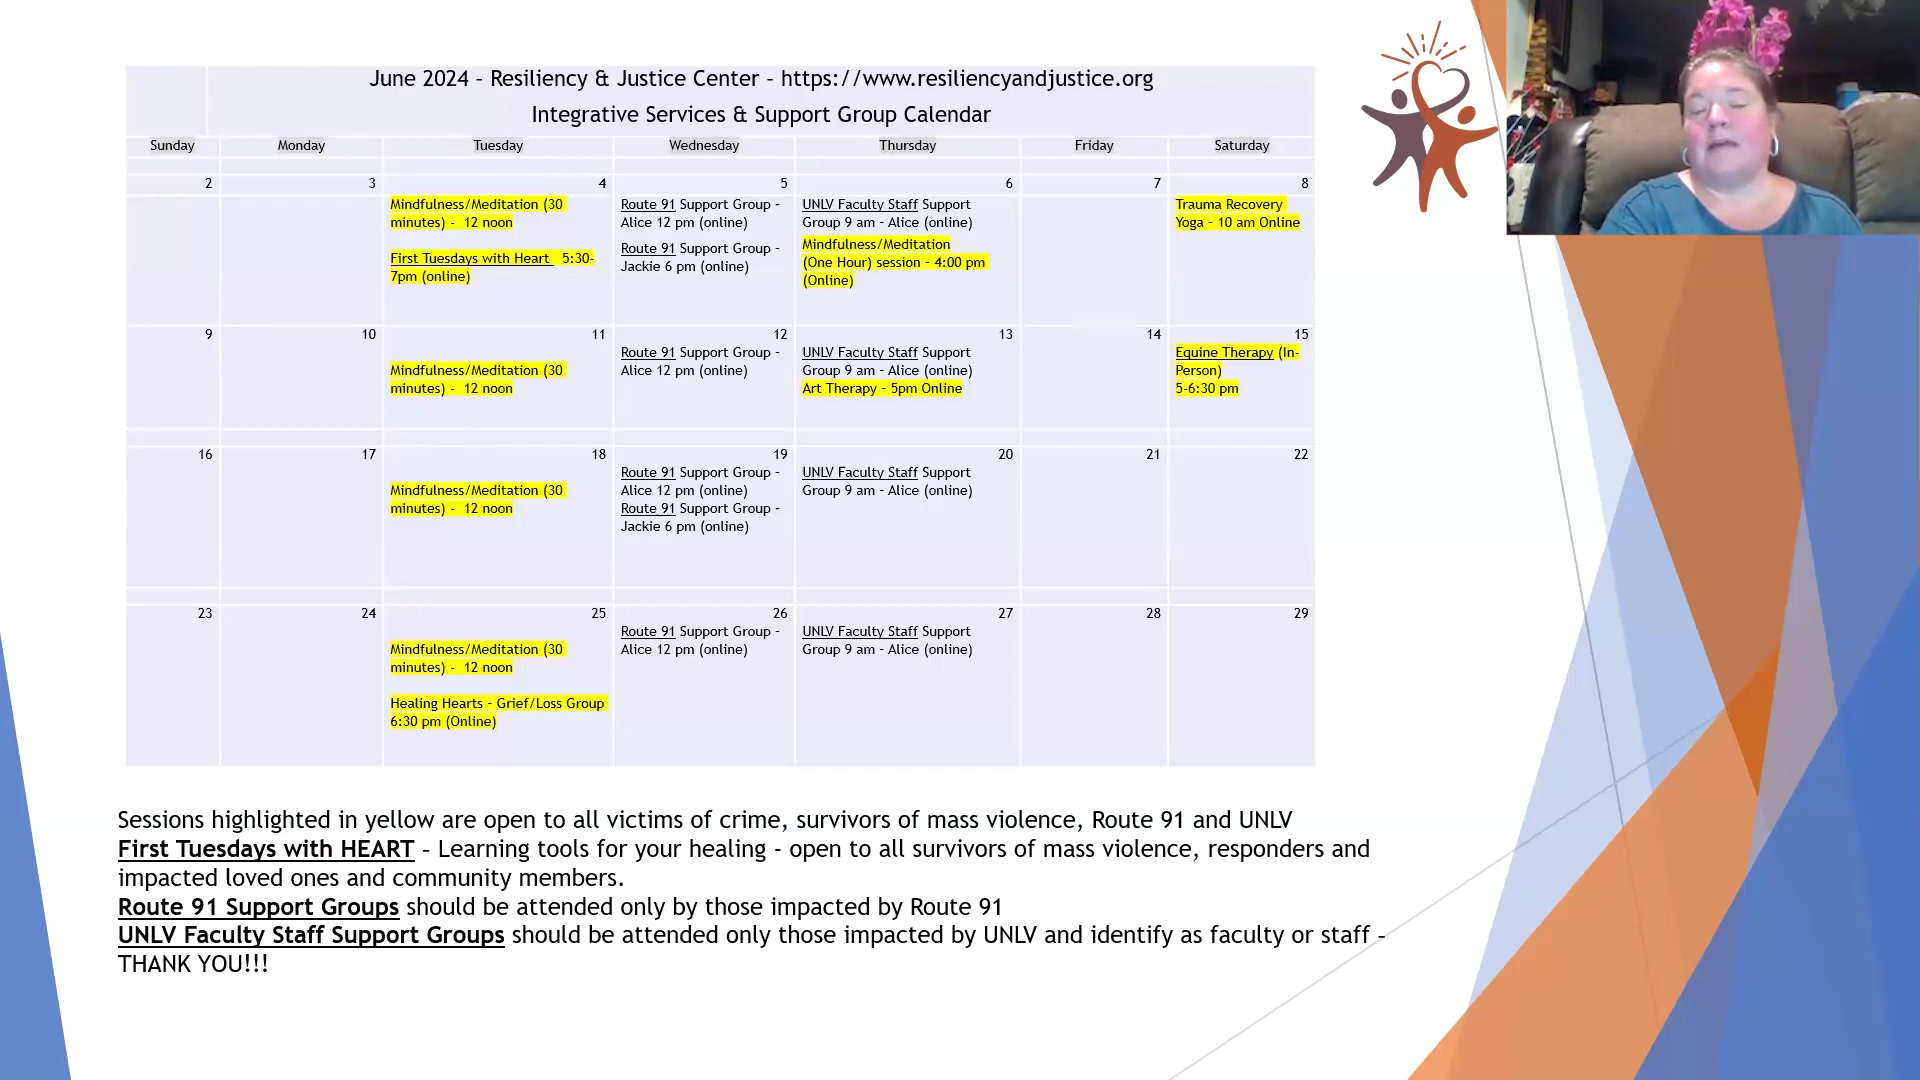 June 2024 - Resiliency & Justice Center - https://www.resiliencyandjustice.org
Integrative Services & Support Group Calendar
Sunday Monday Tuesday Wednesday Thursday Friday Saturday
2 3 4 5 6 7 8
Mindfulness/Meditation (30
minutes) - 12 noon
First Tuesdays with Heart 5:30-
7pm (online)
Route 91 Support Group -
Alice 12 pm (online)
Route 91 Support Group -
Jackie 6 pm (online)
UNLV Faculty Staff Support
Group 9 am - Alice (online)
Mindfulness/Meditation
(One Hour) session - 4:00 pm
(Online)
Trauma Recovery
Yoga - 10 am Online
9 10 11 12 13 14 15
Mindfulness/Meditation (30
minutes) - 12 noon
Route 91 Support Group -
Alice 12 pm (online)
UNLV Faculty Staff Support
Group 9 am - Alice (online)
Art Therapy - 5pm Online
Equine Therapy (In-
Person)
5-6:30 pm
16 17 18 19 20 21 22
Mindfulness/Meditation (30
minutes) - 12 noon
Route 91 Support Group -
Alice 12 pm (online)
Route 91 Support Group -
Jackie 6 pm (online)
UNLV Faculty Staff Support
Group 9 am - Alice (online)
23 24 25 26 27 28 29
Mindfulness/Meditation (30
minutes) - 12 noon
Healing Hearts - Grief/Loss Group
6:30 pm (Online)
Route 91 Support Group -
Alice 12 pm (online)
UNLV Faculty Staff Support
Group 9 am - Alice (online)
Sessions highlighted in yellow are open to all victims of crime, survivors of mass violence, Route 91 and UNLV
First Tuesdays with HEART - Learning tools for your healing - open to all survivors of mass violence, responders and
impacted loved ones and community members.
Route 91 Support Groups should be attended only by those impacted by Route 91
UNLV Faculty Staff Support Groups should be attended only those impacted by UNLV and identify as faculty or staff –
THANK YOU!!!